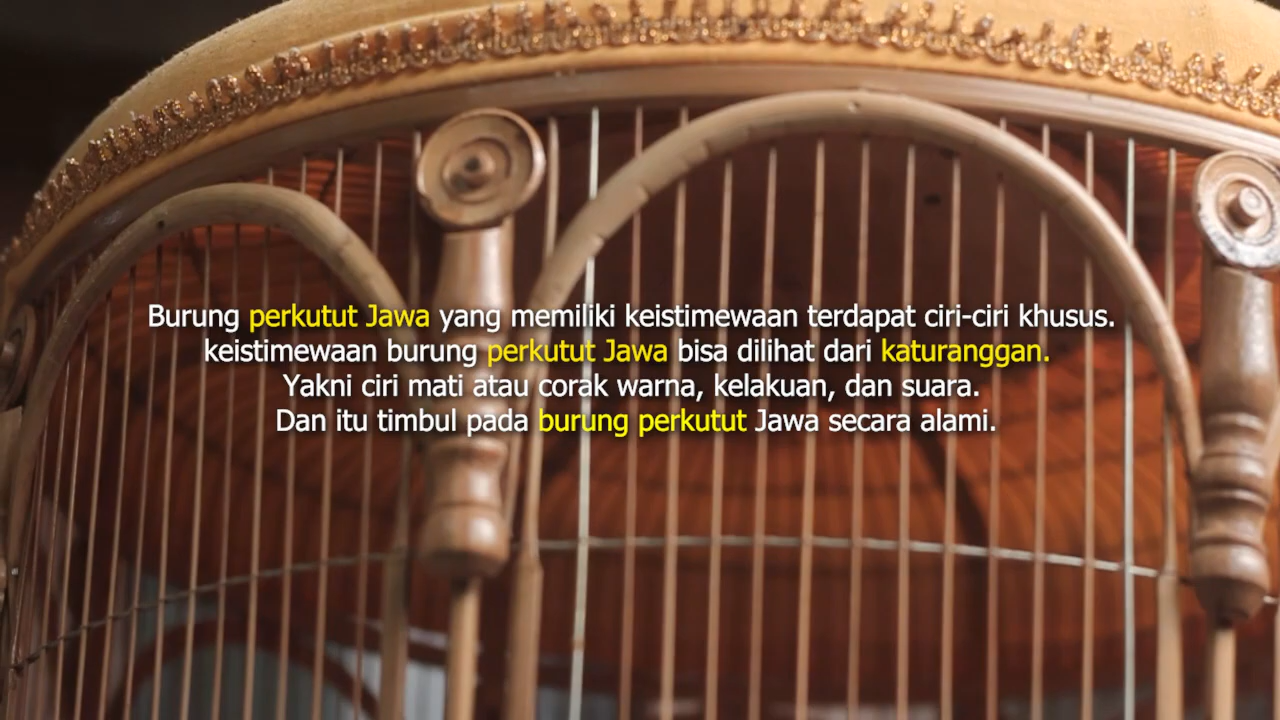 Burung perkutut Jawa yang memiliki keistimewaan terdapat ciri-ciri khusus.
keistimewaan burung perkutut Jawa bisa dilihat dari katuranggan.
Yakni ciri mati atau corak warna, kelakuan, dan suara.
Dan itu timbul pada burung perkutut Jawa secara alami.